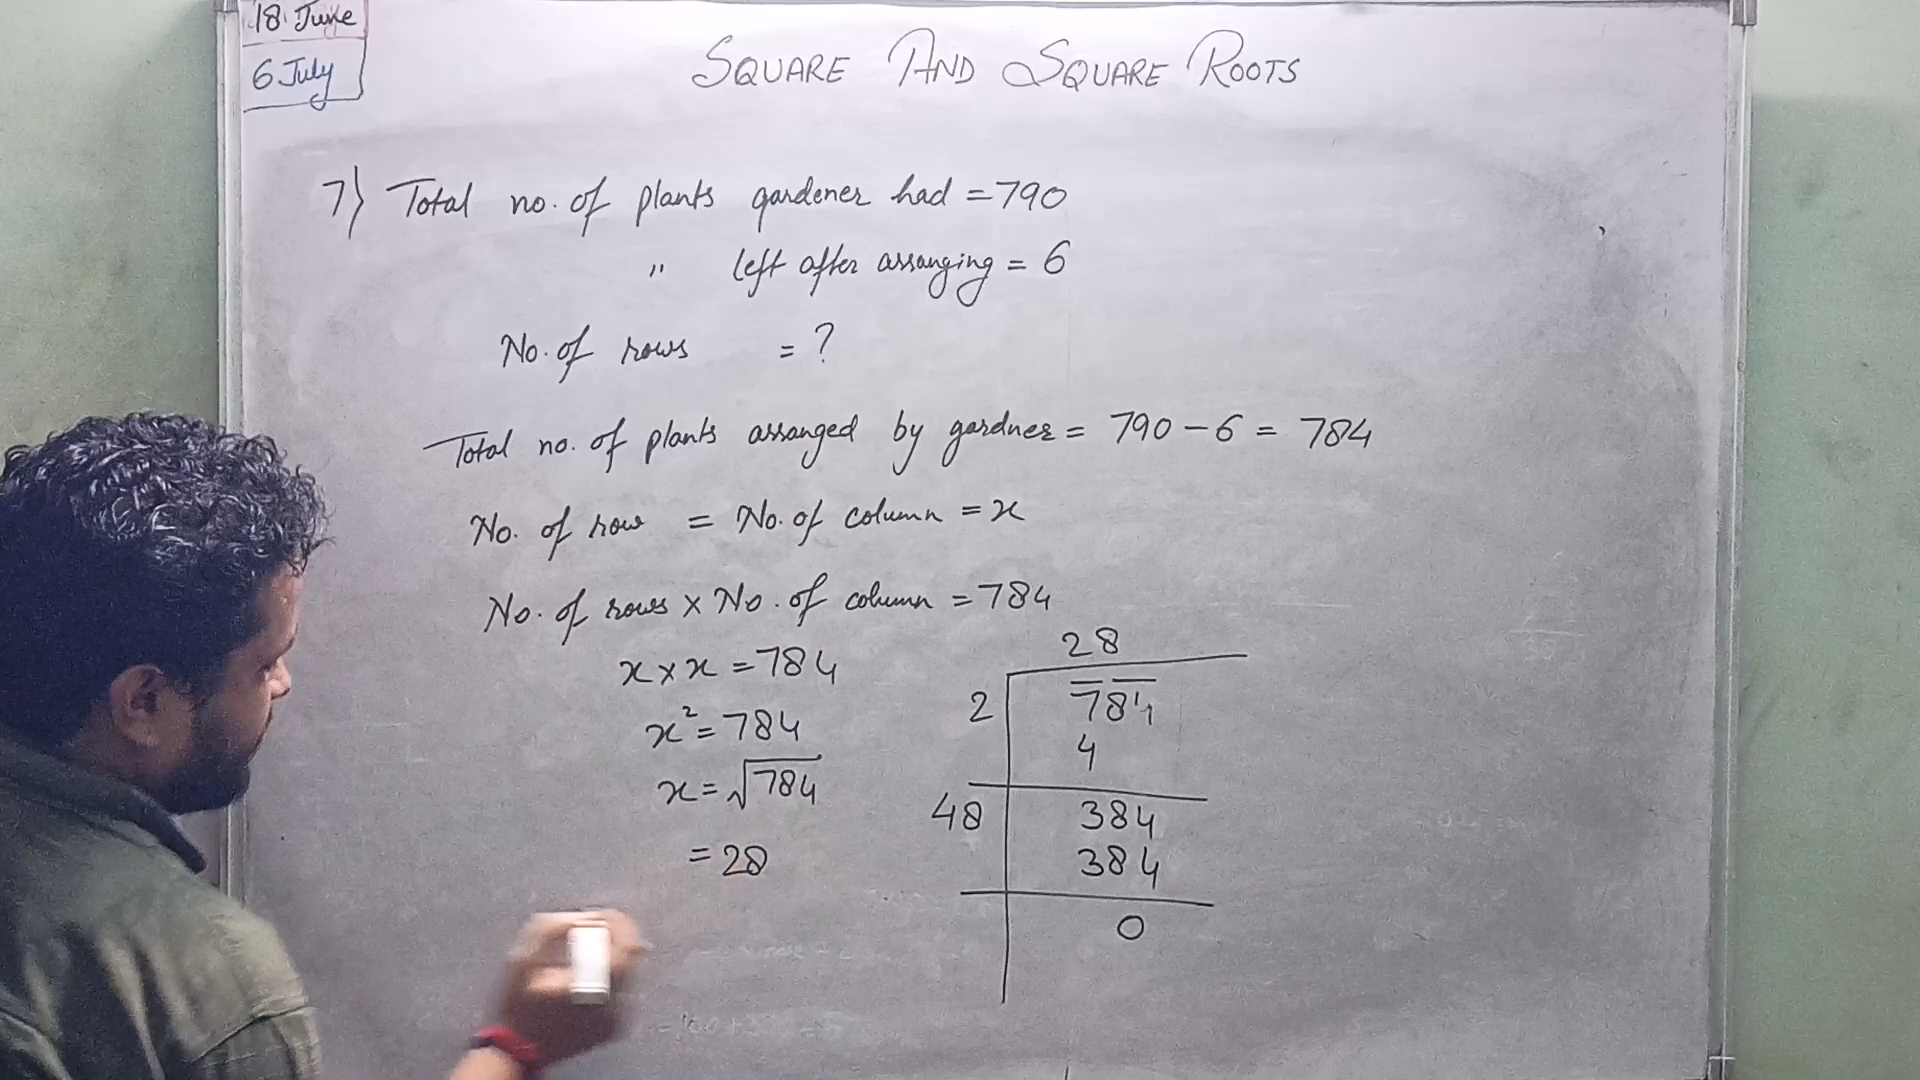 18 June
6 July
SQUARE AND SQUARE ROOTS
7) Total no. of plants gardener had = 790
" left after arranging = 6
No. of rows = ?
Total no. of plants arranged by gardner = 790 - 6 = 784
No. of row = No. of column = x
No. of rows x No. of column = 784
x × x = 784
x² = 784
x = √784
= 28
28
2 784
4
48 384
384
0